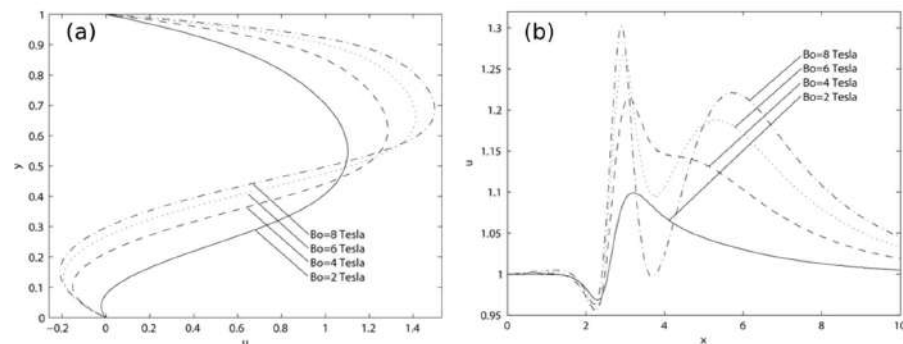 (a)
1
0.9
0.8
0.7
0.6
0.5
0.4
0.3
0.2
0.1
0
y
Bo=8 Tesla
Bo=6 Tesla
Bo=4 Tesla
Bo=2 Tesla
-0.2
0
0.2
0.4
0.6
0.8
1
1.2
1.4
u
(b)
1.3
1.25
1.2
1.15
1.1
1.05
1
0.95
u
Bo=8 Tesla
Bo=6 Tesla
Bo=4 Tesla
Bo=2 Tesla
0
2
4
6
8
10
x